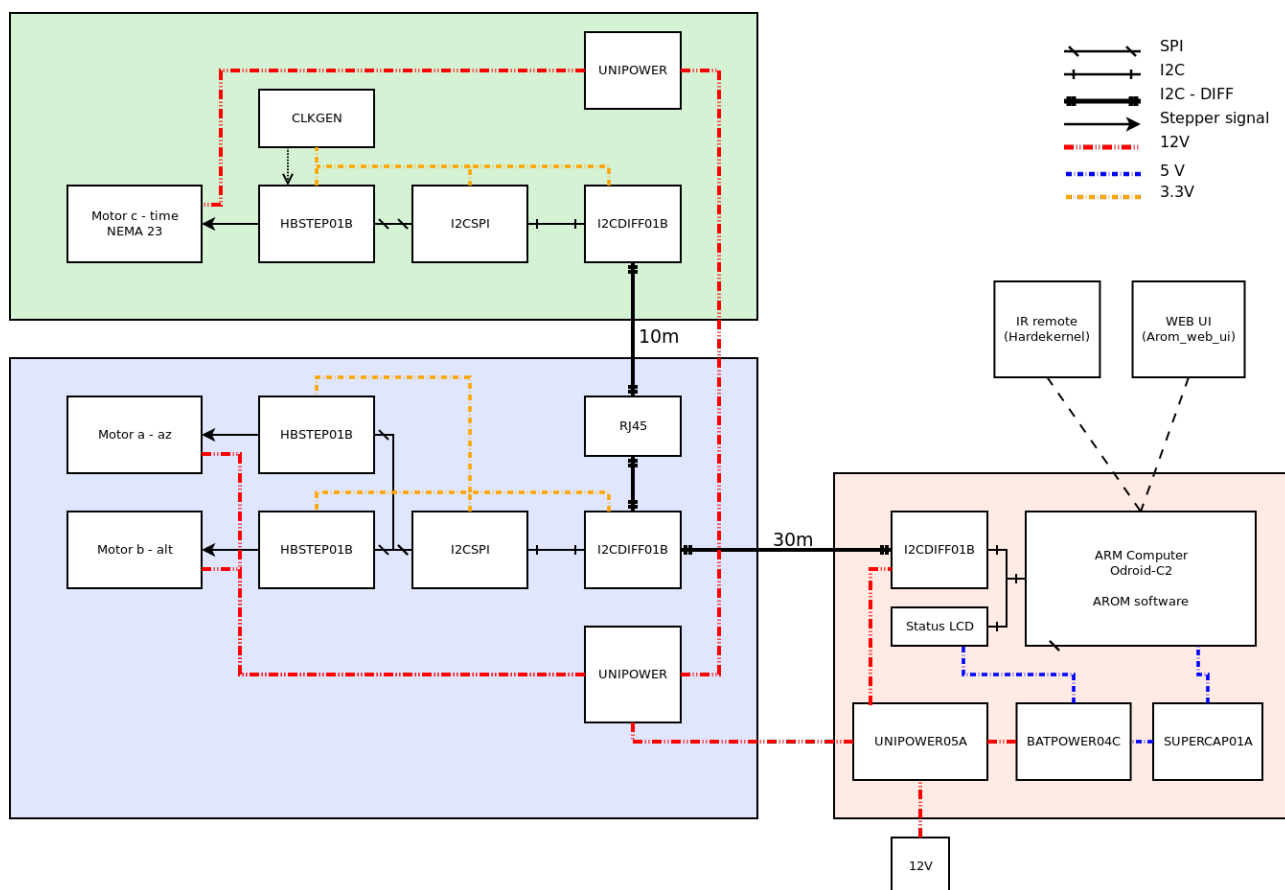 UNIPOWER
CLKGEN
Motor c - time
NEMA 23
HBSTEP01B
I2CSPI
I2CDIFF01B
SPI
I2C
I2C - DIFF
Stepper signal
12V
5 V
3.3V
10m
IR remote
(Hardekernel)
WEB UI
(Arom_web_ui)
Motor a - az
HBSTEP01B
RJ45
Motor b - alt
HBSTEP01B
I2CSPI
I2CDIFF01B
30m
I2CDIFF01B
ARM Computer
Odroid-C2
AROM software
Status LCD
UNIPOWER
UNIPOWER05A
BATPOWER04C
SUPERCAP01A
12V